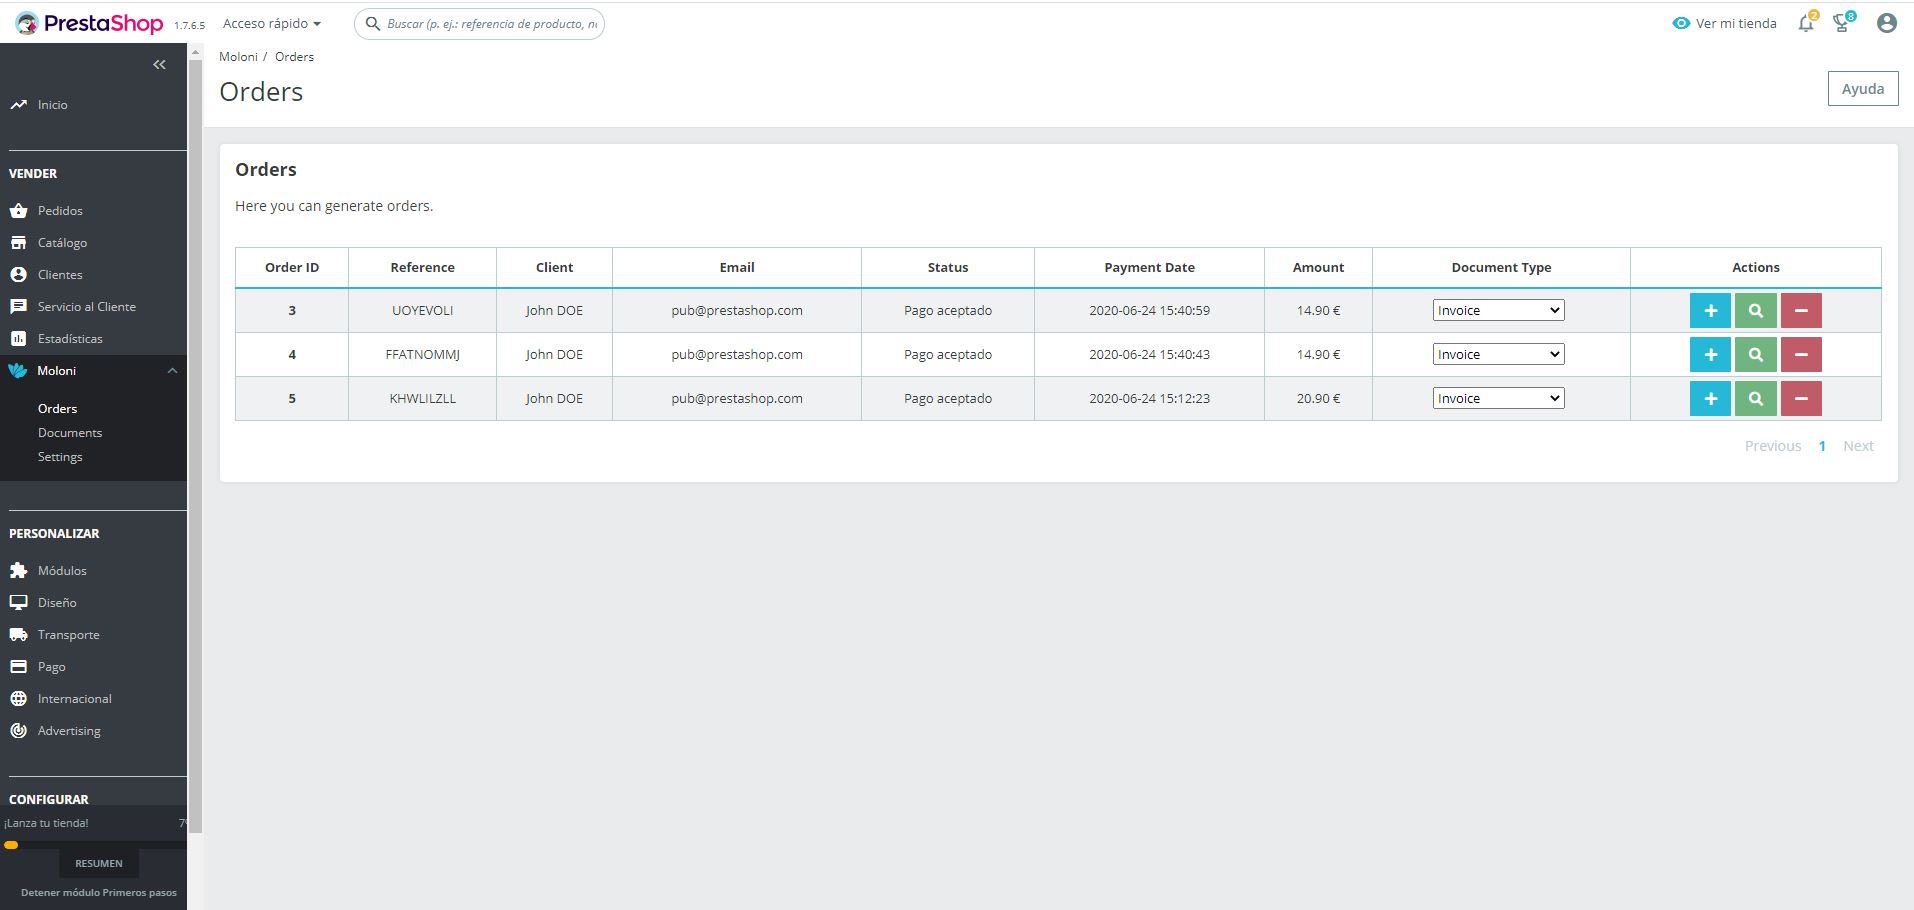 PrestaShop 1.7.6.5 Acceso rápido Buscar (p. ej.: referencia de producto, no Ver mi tienda 2 8
Moloni / Orders
Orders
Ayuda
Inicio
VENDER
Pedidos
Catálogo
Clientes
Servicio al Cliente
Estadísticas
Moloni
Orders
Documents
Settings
PERSONALIZAR
Módulos
Diseño
Transporte
Pago
Internacional
Advertising
CONFIGURAR
¡Lanza tu tienda! 7%
RESUMEN
Detener módulo Primeros pasos
Orders
Here you can generate orders.
Order ID Reference Client Email Status Payment Date Amount Document Type Actions
3 UOYEVOLI John DOE pub@prestashop.com Pago aceptado 2020-06-24 15:40:59 14.90 € Invoice
4 FFATNOMMJ John DOE pub@prestashop.com Pago aceptado 2020-06-24 15:40:43 14.90 € Invoice
5 KHWLILZLL John DOE pub@prestashop.com Pago aceptado 2020-06-24 15:12:23 20.90 € Invoice
Previous 1 Next